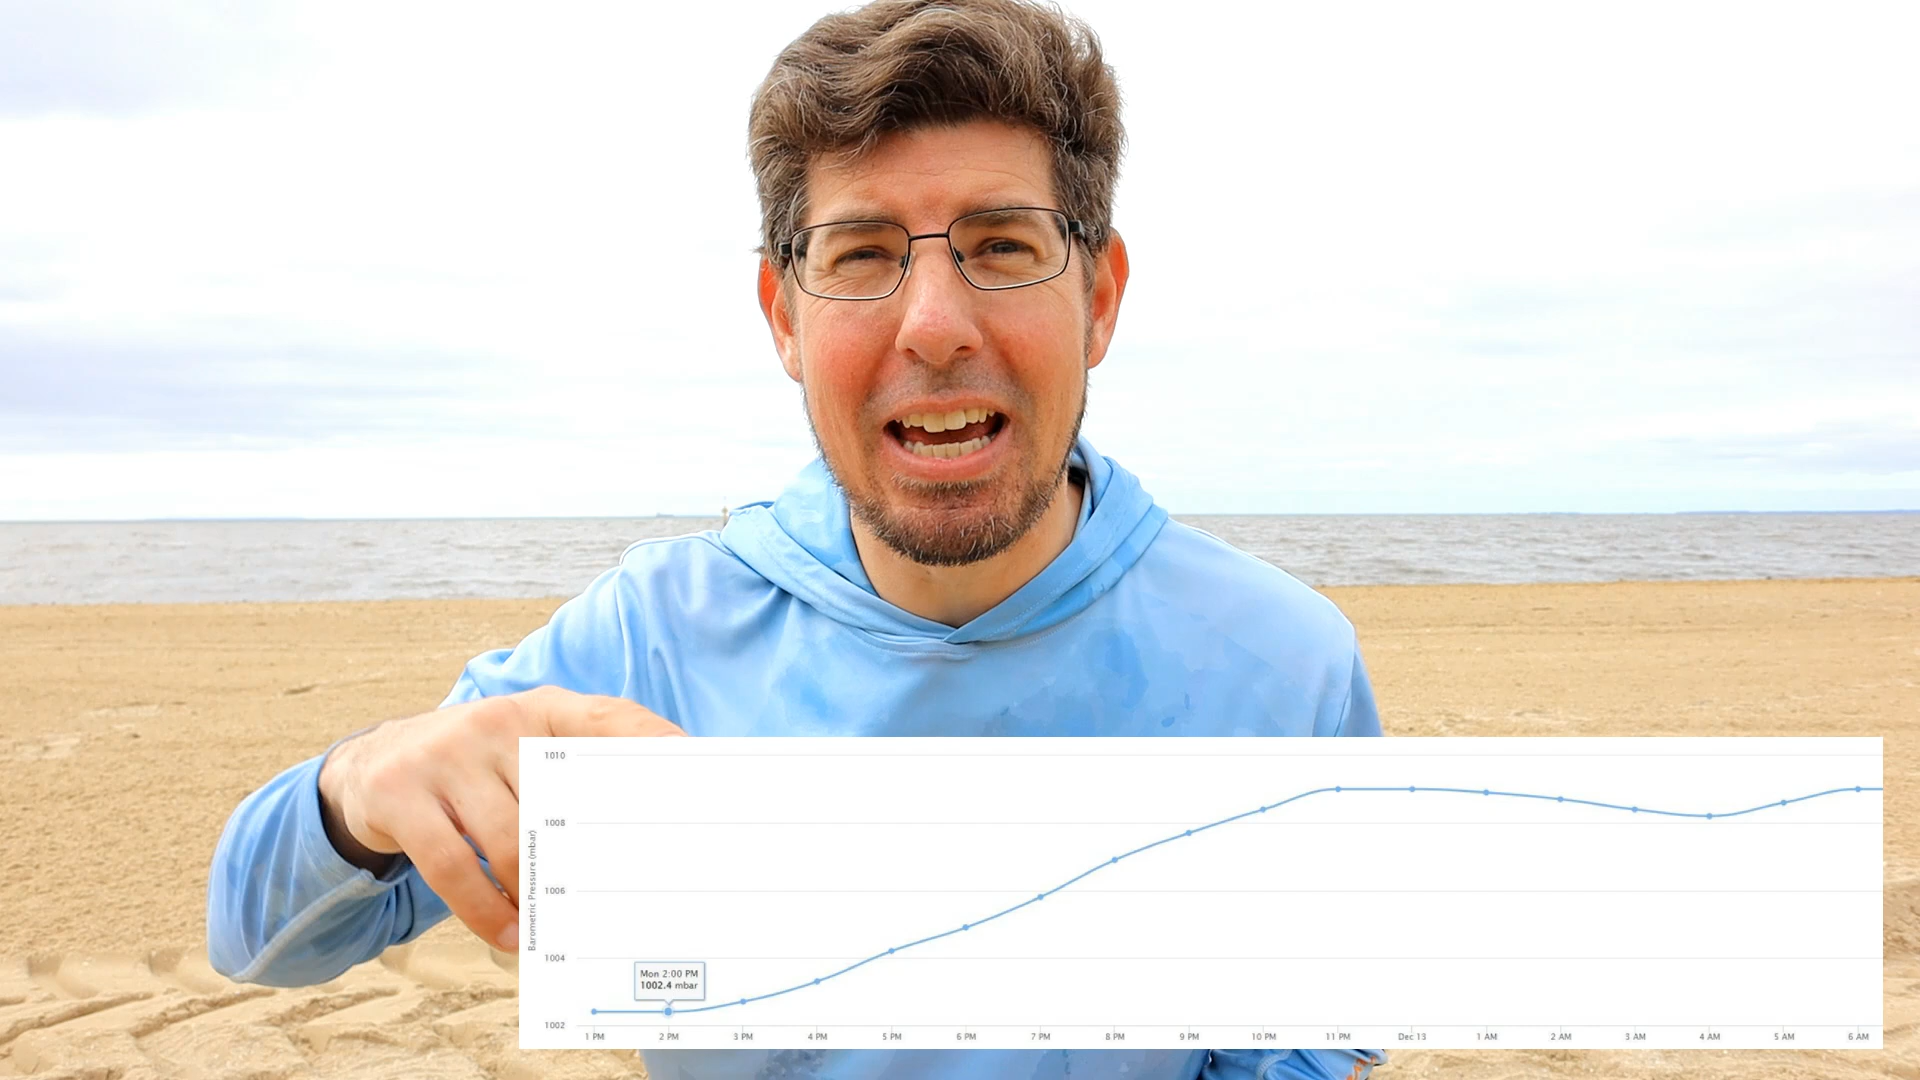 1010
1008
1006
1004
1002
Barometric Pressure (mbar)
Mon 2:00 PM
1002.4 mbar
1 PM 2 PM 3 PM 4 PM 5 PM 6 PM 7 PM 8 PM 9 PM 10 PM 11 PM Dec 13 1 AM 2 AM 3 AM 4 AM 5 AM 6 AM